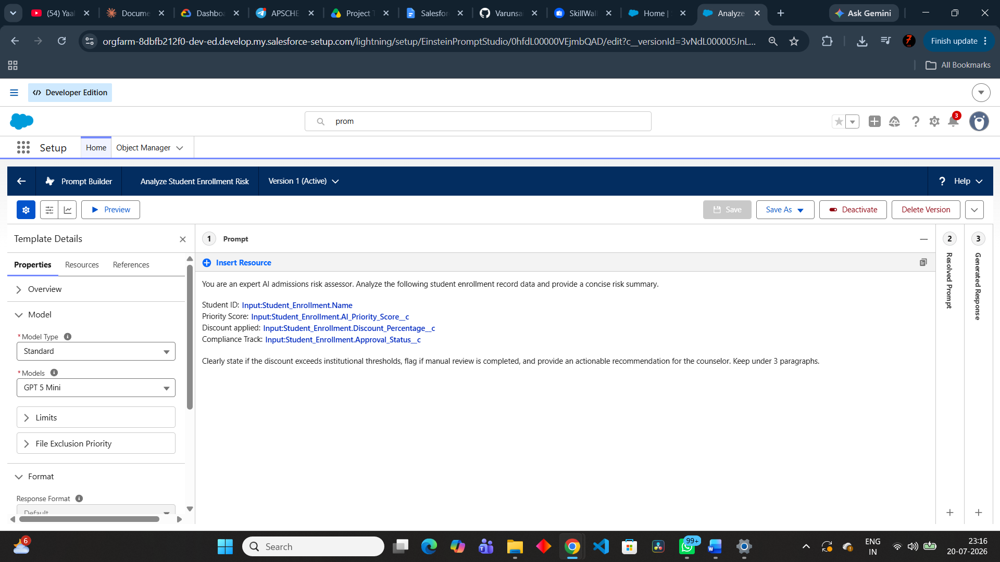 (54) Yaa
Docume
Dashbo
APSCHE
Project T
Salesfor
Varunsa
SkillWal
Home |
Analyze
Ask Gemini
orgfarm-8dbfb212f0-dev-ed.develop.my.salesforce-setup.com/lightning/setup/EinsteinPromptStudio/0hfdL00000VEjmbQAD/edit?c__versionId=3vNdL000005JnL...
Finish update
All Bookmarks
Developer Edition
prom
3
Setup
Home
Object Manager
Prompt Builder
Analyze Student Enrollment Risk
Version 1 (Active)
? Help
Preview
Save
Save As
Deactivate
Delete Version
Template Details
1 Prompt
2
3
Properties
Resources
References
Insert Resource
Resolved Prompt
Generated Response
Overview
Model
*Model Type
Standard
*Models
GPT 5 Mini
Limits
File Exclusion Priority
Format
Response Format
Default
You are an expert AI admissions risk assessor. Analyze the following student enrollment record data and provide a concise risk summary.
Student ID: Input:Student_Enrollment.Name
Priority Score: Input:Student_Enrollment.AI_Priority_Score__c
Discount applied: Input:Student_Enrollment.Discount_Percentage__c
Compliance Track: Input:Student_Enrollment.Approval_Status__c
Clearly state if the discount exceeds institutional thresholds, flag if manual review is completed, and provide an actionable recommendation for the counselor. Keep under 3 paragraphs.
6
Search
99+
ENG
IN
23:16
20-07-2026